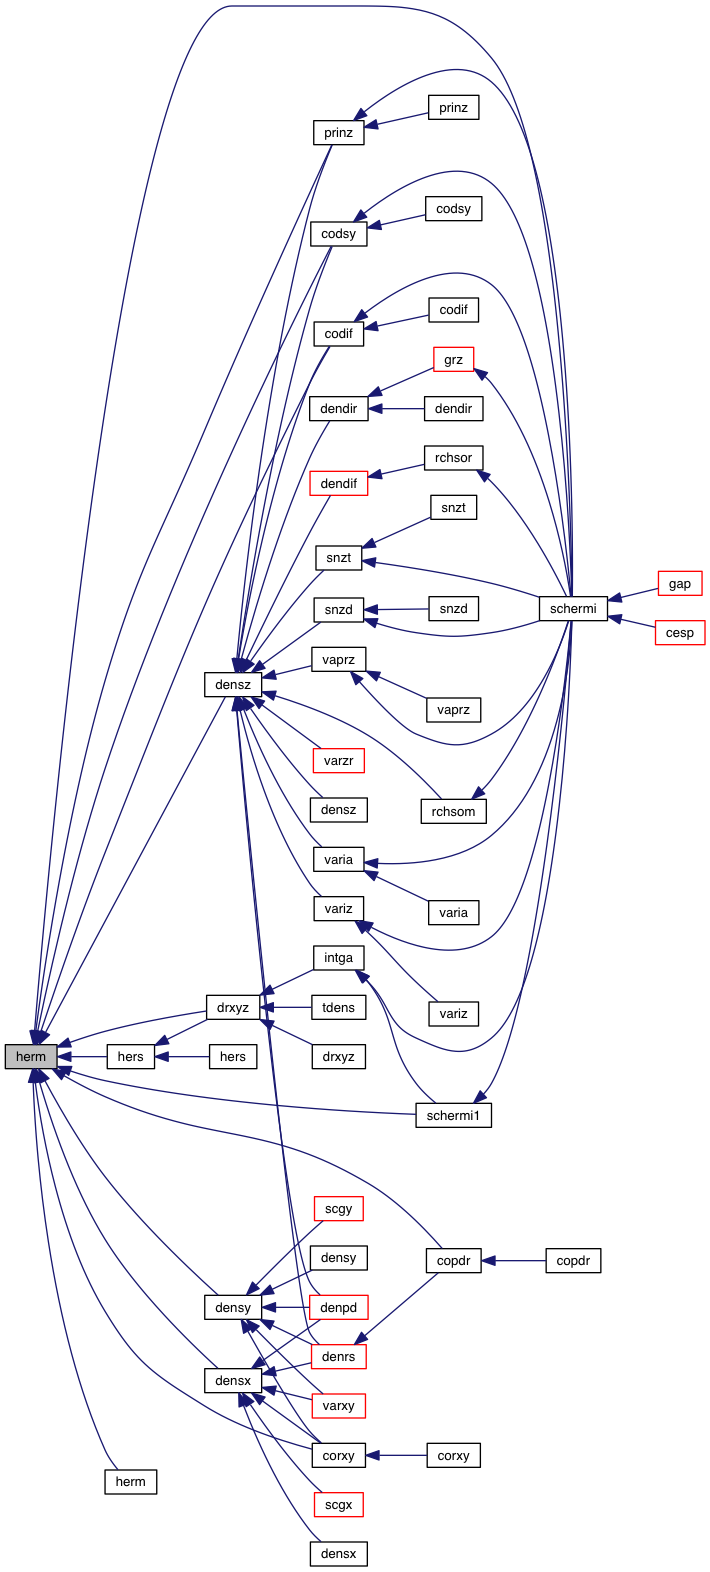 prinz
prinz
codsy
codsy
codif
codif
grz
dendir
dendir
rchsor
dendif
snzt
snzt
gap
snzd
snzd
schermi
cesp
vaprz
densz
vaprz
varzr
densz
rchsom
varia
variz
varia
intga
drxyz
tdens
variz
herm
hers
hers
drxyz
schermi1
scgy
densy
copdr
copdr
densy
denpd
denrs
densx
varxy
corxy
corxy
herm
scgx
densx